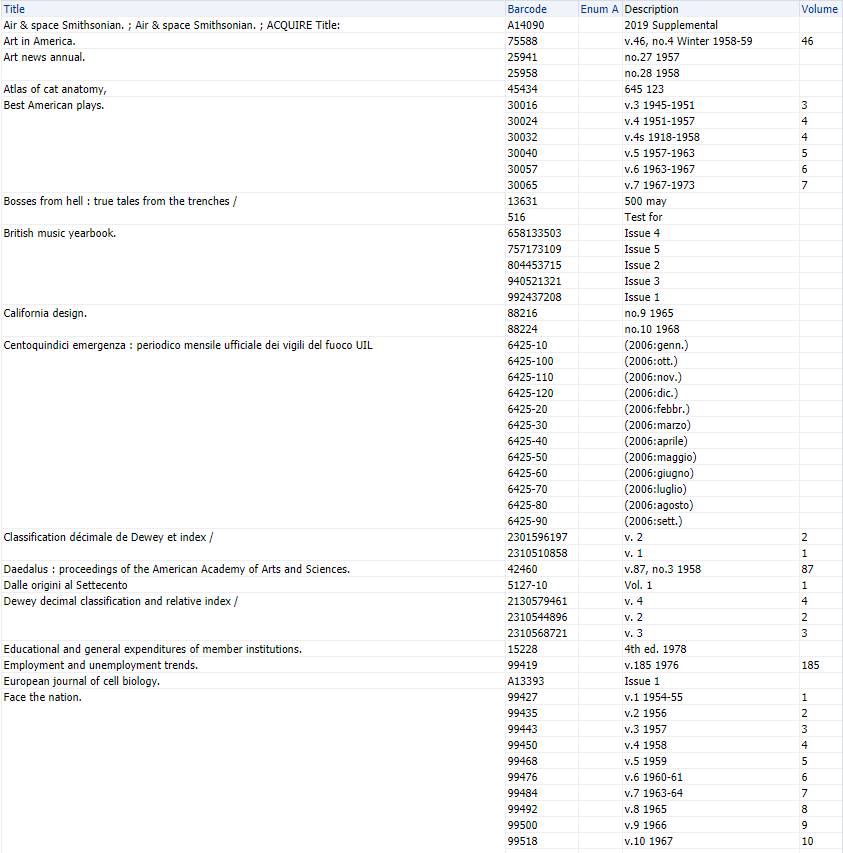 Title Barcode Enum A Description Volume
Air & space Smithsonian. ; Air & space Smithsonian. ; ACQUIRE Title: A14090 2019 Supplemental
Art in America. 75588 v.46, no.4 Winter 1958-59 46
Art news annual. 25941 no.27 1957
25958 no.28 1958
Atlas of cat anatomy, 45434 645 123
Best American plays. 30016 v.3 1945-1951 3
30024 v.4 1951-1957 4
30032 v.4s 1918-1958 4
30040 v.5 1957-1963 5
30057 v.6 1963-1967 6
30065 v.7 1967-1973 7
Bosses from hell : true tales from the trenches / 13631 500 may
516 Test for
British music yearbook. 658133503 Issue 4
757173109 Issue 5
804453715 Issue 2
940521321 Issue 3
992437208 Issue 1
California design. 88216 no.9 1965
88224 no.10 1968
Centoquindici emergenza : periodico mensile ufficiale dei vigili del fuoco UIL 6425-10 (2006:genn.)
6425-100 (2006:ott.)
6425-110 (2006:nov.)
6425-120 (2006:dic.)
6425-20 (2006:febbr.)
6425-30 (2006:marzo)
6425-40 (2006:aprile)
6425-50 (2006:maggio)
6425-60 (2006:giugno)
6425-70 (2006:luglio)
6425-80 (2006:agosto)
6425-90 (2006:sett.)
Classification décimale de Dewey et index / 2301596197 v. 2 2
2310510858 v. 1 1
Daedalus : proceedings of the American Academy of Arts and Sciences. 42460 v.87, no.3 1958 87
Dalle origini al Settecento 5127-10 Vol. 1 1
Dewey decimal classification and relative index / 2130579461 v. 4 4
2310544896 v. 2 2
2310568721 v. 3 3
Educational and general expenditures of member institutions. 15228 4th ed. 1978
Employment and unemployment trends. 99419 v.185 1976 185
European journal of cell biology. A13393 Issue 1
Face the nation. 99427 v.1 1954-55 1
99435 v.2 1956 2
99443 v.3 1957 3
99450 v.4 1958 4
99468 v.5 1959 5
99476 v.6 1960-61 6
99484 v.7 1963-64 7
99492 v.8 1965 8
99500 v.9 1966 9
99518 v.10 1967 10